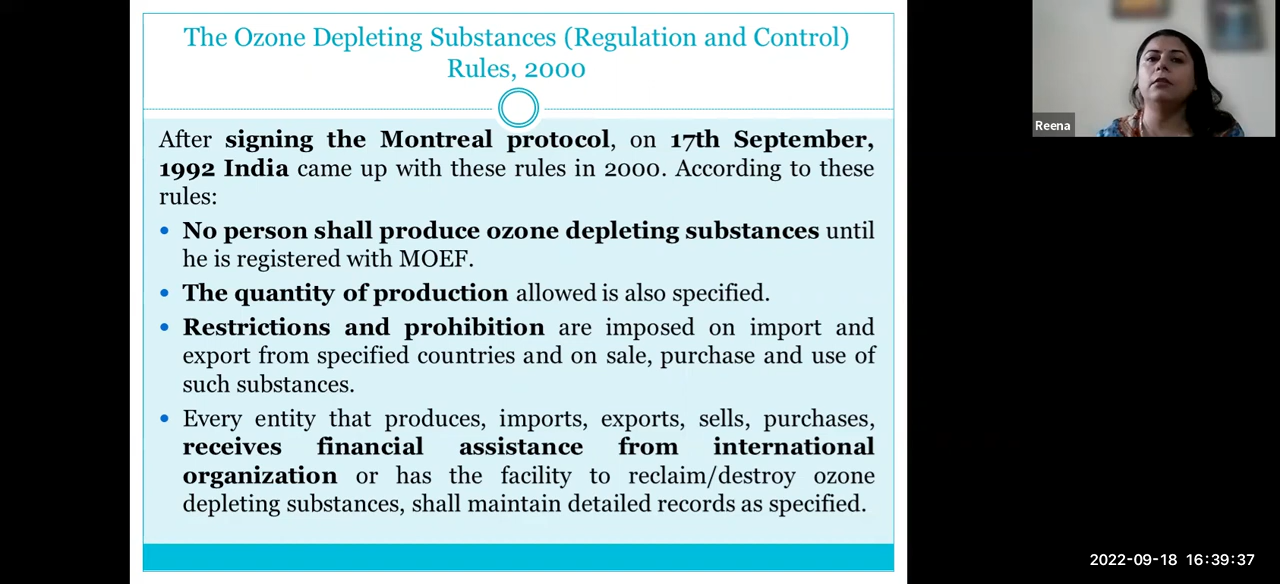 The Ozone Depleting Substances (Regulation and Control)
Rules, 2000
After signing the Montreal protocol, on 17th September,
1992 India came up with these rules in 2000. According to these
rules:
• No person shall produce ozone depleting substances until
he is registered with MOEF.
• The quantity of production allowed is also specified.
• Restrictions and prohibition are imposed on import and
export from specified countries and on sale, purchase and use of
such substances.
• Every entity that produces, imports, exports, sells, purchases,
receives financial assistance from international
organization or has the facility to reclaim/destroy ozone
depleting substances, shall maintain detailed records as specified.
Reena
2022-09-18 16:39:37